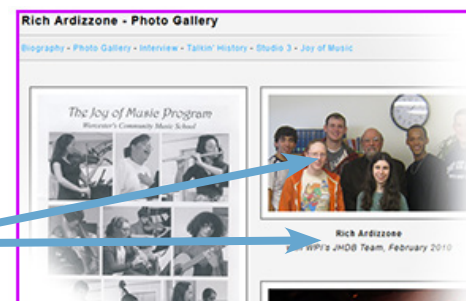 Rich Ardizzone - Photo Gallery
Biography - Photo Gallery - Interview - Talkin' History - Studio 3 - Joy of Music
The Joy of Music Program
Worcester's Community Music School
Rich Ardizzone
WPI's JHDB Team, February 2010